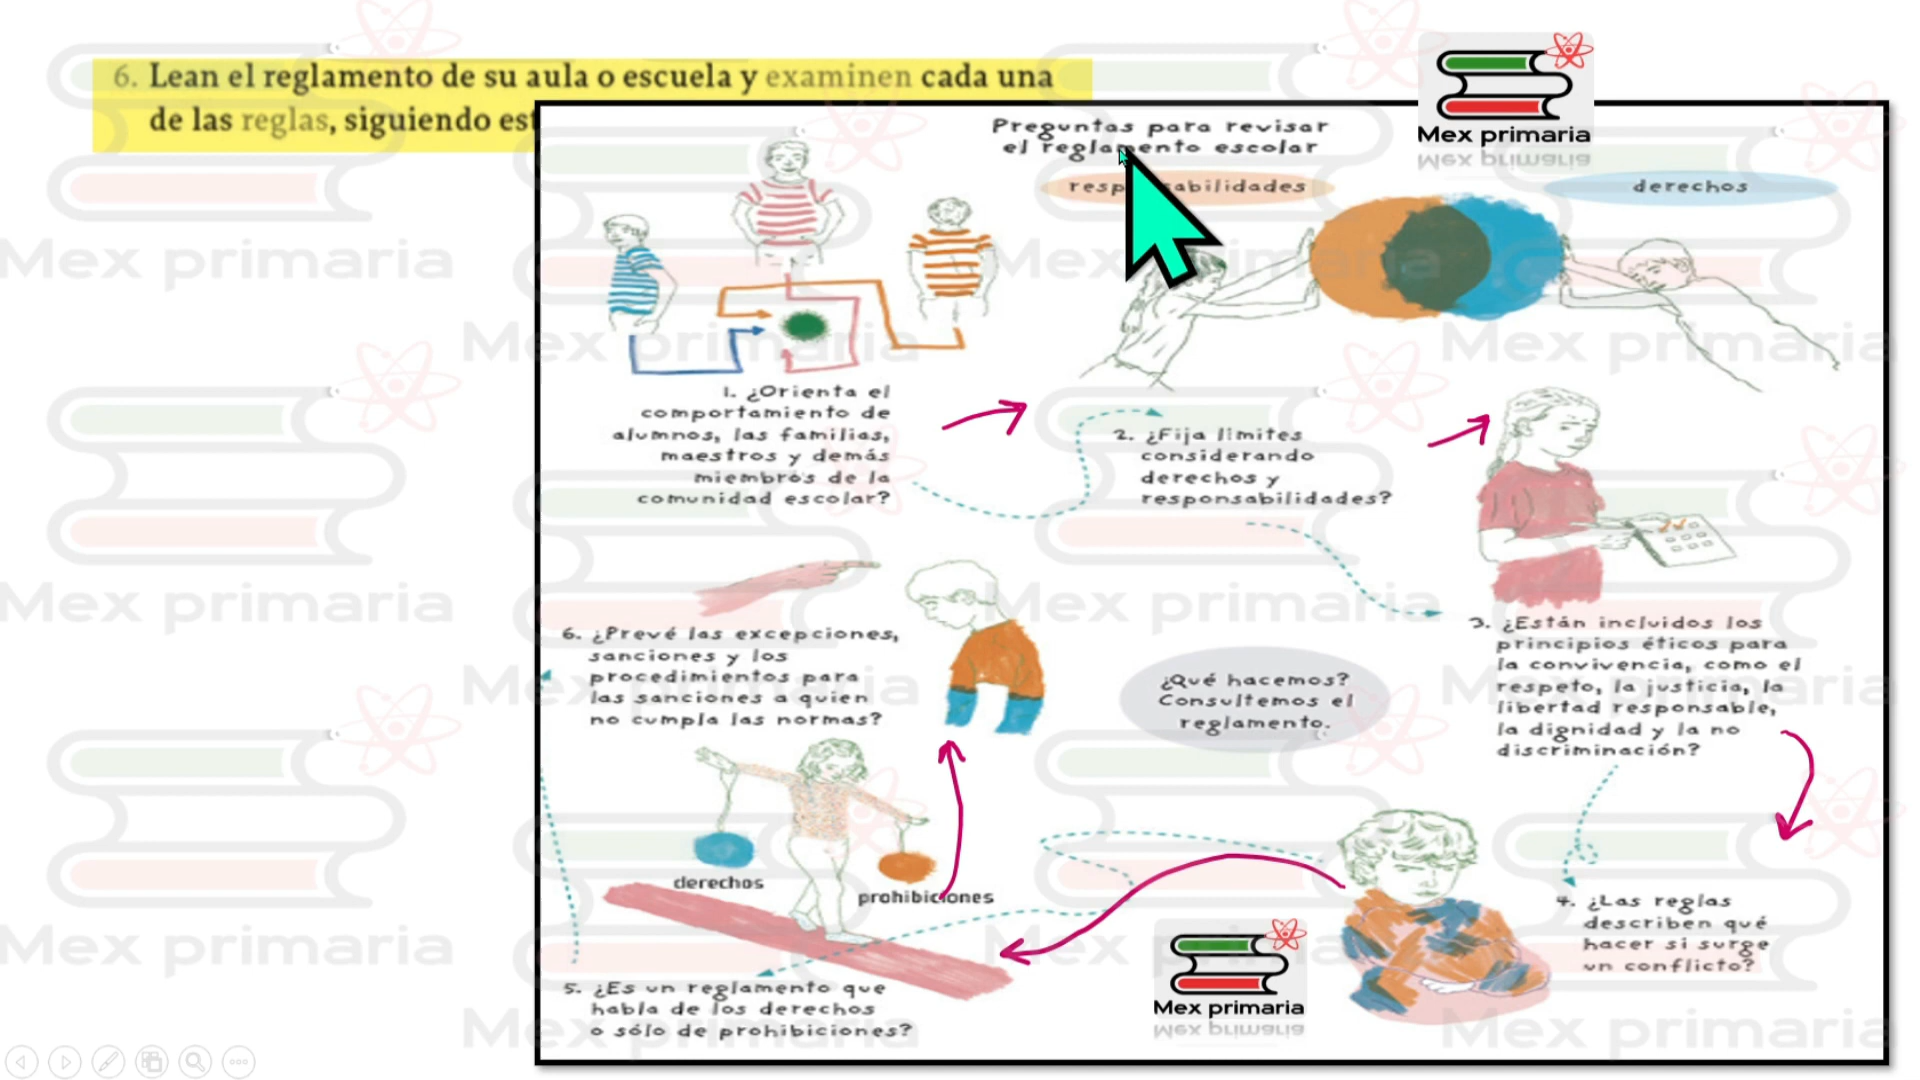 6. Lean el reglamento de su aula o escuela y examinen cada una
de las reglas, siguiendo est
Mex primaria
Preguntas para revisar
el reglamento escolar
derechos
1. ¿Orienta el
comportamiento de
alumnos, las familias,
maestros y demás
miembros de la
comunidad escolar?
2. ¿Fija límites
considerando
derechos y
responsabilidades?
3. ¿Están incluidos los
principios éticos para
la convivencia, como el
respeto, la justicia, la
libertad responsable,
la dignidad y la no
discriminación?
6. ¿Prevé las excepciones,
sanciones y los
procedimientos para
las sanciones a quien
no cumpla las normas?
¿Qué hacemos?
Consultemos el
reglamento.
derechos
prohibiciones
4. ¿Las reglas
describen qué
hacer si surge
un conflicto?
5. ¿Es un reglamento que
habla de los derechos
o sólo de prohibiciones?
Mex primaria